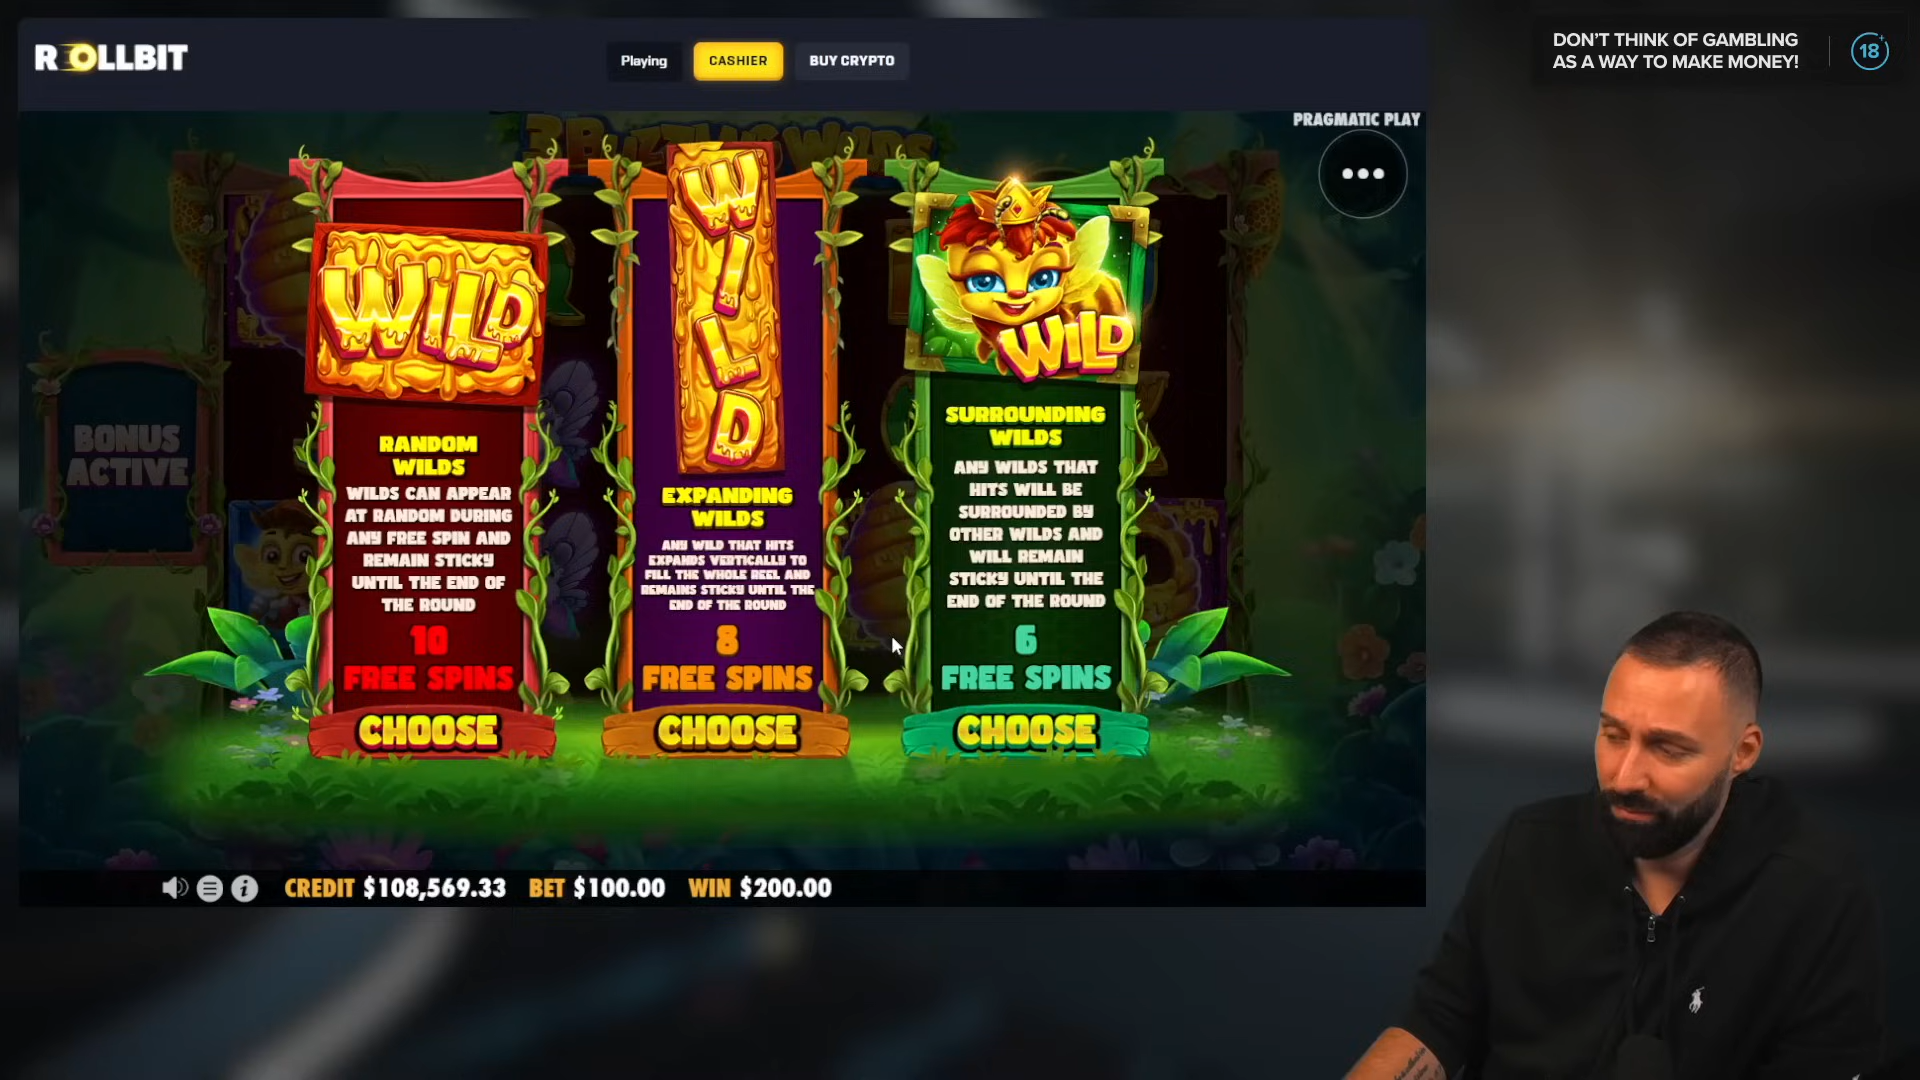 ROLLBIT
Playing
CASHIER
BUY CRYPTO
DON'T THINK OF GAMBLING
AS A WAY TO MAKE MONEY!
18+
PRAGMATIC PLAY
3 BUZZING WILDS
BONUS
ACTIVE
WILD
RANDOM
WILDS
WILDS CAN APPEAR
AT RANDOM DURING
ANY FREE SPIN AND
REMAIN STICKY
UNTIL THE END OF
THE ROUND
10
FREE SPINS
CHOOSE
WILD
EXPANDING
WILDS
ANY WILD THAT HITS
EXPANDS VERTICALLY TO
FILL THE WHOLE REEL AND
REMAINS STICKY UNTIL THE
END OF THE ROUND
8
FREE SPINS
CHOOSE
WILD
SURROUNDING
WILDS
ANY WILDS THAT
HITS WILL BE
SURROUNDED BY
OTHER WILDS AND
WILL REMAIN
STICKY UNTIL THE
END OF THE ROUND
6
FREE SPINS
CHOOSE
CREDIT $108,569.33 BET $100.00 WIN $200.00